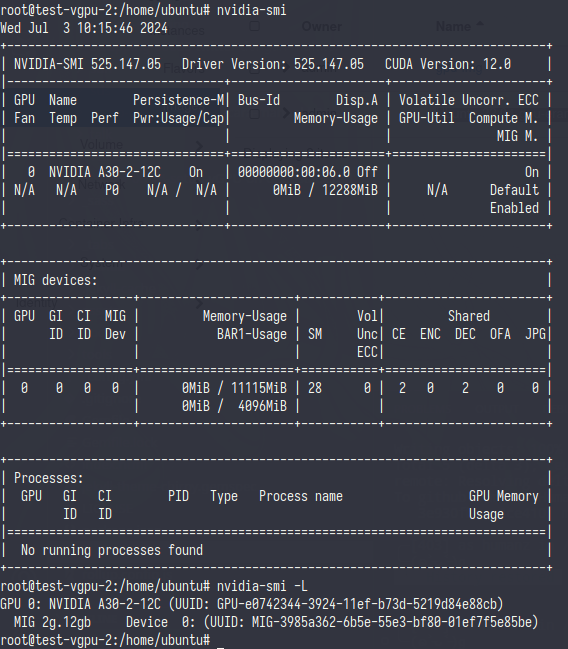 root@test-vgpu-2:/home/ubuntu# nvidia-smi
Wed Jul  3 10:15:46 2024
+-----------------------------------------------------------------------------+
| NVIDIA-SMI 525.147.05   Driver Version: 525.147.05   CUDA Version: 12.0     |
|-------------------------------+----------------------+----------------------+
| GPU  Name        Persistence-M| Bus-Id        Disp.A | Volatile Uncorr. ECC |
| Fan  Temp  Perf  Pwr:Usage/Cap|         Memory-Usage | GPU-Util  Compute M. |
|                               |                      |               MIG M. |
|===============================+======================+======================|
|   0  NVIDIA A30-2-12C    On   | 00000000:00:06.0 Off |                   On |
| N/A   N/A    P0    N/A /  N/A |      0MiB / 12288MiB |     N/A      Default |
|                               |                      |              Enabled |
+-------------------------------+----------------------+----------------------+

+-----------------------------------------------------------------------------+
| MIG devices:                                                                |
+------------------+----------------------+-----------+-----------------------+
| GPU  GI  CI  MIG |         Memory-Usage |        Vol|         Shared        |
|      ID  ID  Dev |           BAR1-Usage | SM     Unc| CE  ENC  DEC  OFA  JPG|
|                  |                      |        ECC|                       |
|==================+======================+===========+=======================|
|  0    0   0   0  |      0MiB / 11115MiB | 28      0 |  2   0    2    0    0 |
|                  |      0MiB /  4096MiB |           |                       |
+------------------+----------------------+-----------+-----------------------+

+-----------------------------------------------------------------------------+
| Processes:                                                                  |
|  GPU   GI   CI        PID   Type   Process name                  GPU Memory |
|        ID   ID                                                   Usage      |
|=============================================================================|
|  No running processes found                                                 |
+-----------------------------------------------------------------------------+
root@test-vgpu-2:/home/ubuntu# nvidia-smi -L
GPU 0: NVIDIA A30-2-12C (UUID: GPU-e0742344-3924-11ef-b73d-5219d84e88cb)
  MIG 2g.12gb     Device  0: (UUID: MIG-3985a362-6b5e-55e3-bf80-01ef7f5e85be)
root@test-vgpu-2:/home/ubuntu#